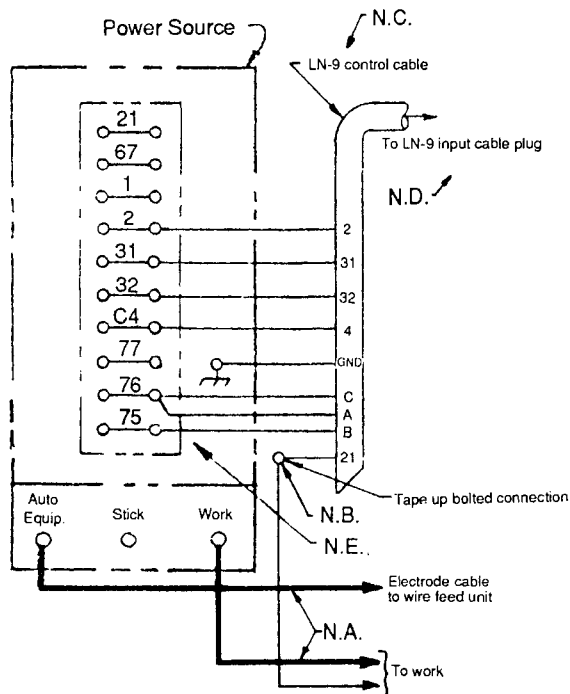 Power Source
N.C.
LN-9 control cable
To LN-9 input cable plug
N.D.
21
67
1
2
31
32
C4
77
76
75
2
31
32
4
GND
C
A
B
21
Tape up bolted connection
N.B.
N.E..
Auto
Equip.
Stick
Work
Electrode cable
to wire feed unit
N.A.
To work